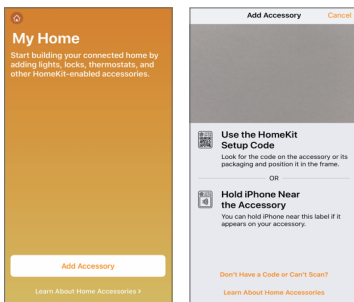 My Home
Start building your connected home by
adding lights, locks, thermostats, and
other HomeKit-enabled accessories.
Add Accessory
Learn About Home Accessories >
Add Accessory
Cancel
Use the HomeKit
Setup Code
Look for the code on the accessory or its
packaging and position it in the frame.
OR
Hold iPhone Near
the Accessory
You can hold iPhone near this label if it
appears on your accessory.
Don't Have a Code or Can't Scan?
Learn About Home Accessories